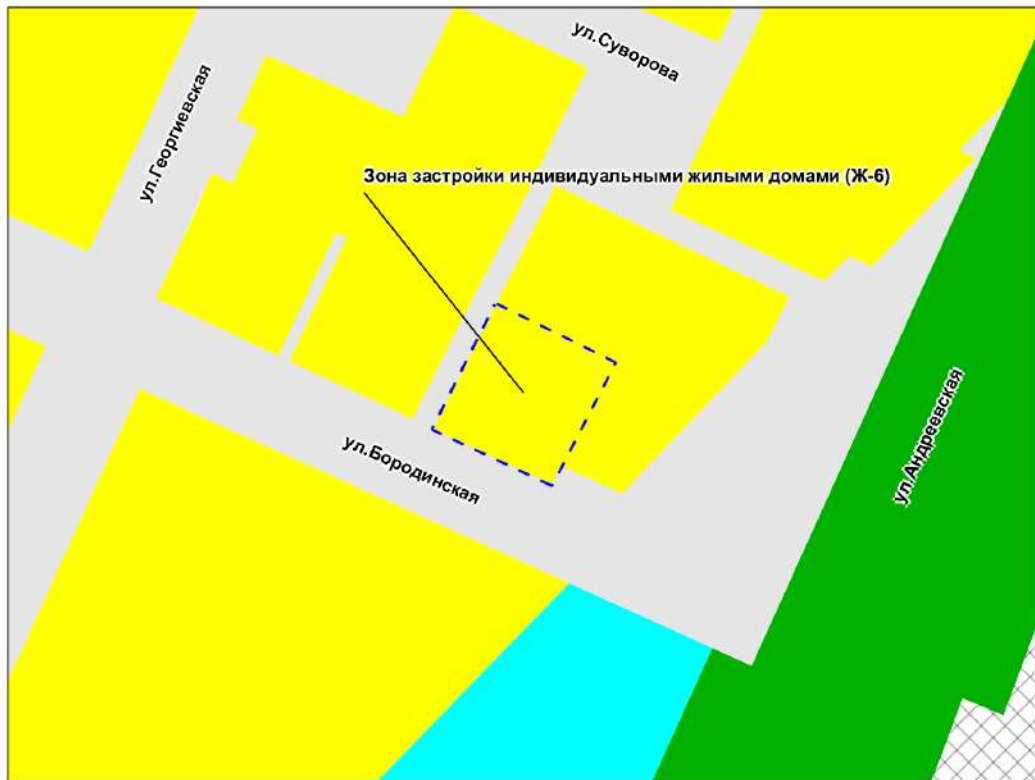 ул.Суворова
ул.Георгиевская
Зона застройки индивидуальными жилыми домами (Ж-6)
ул.Андреевская
ул.Бородинская